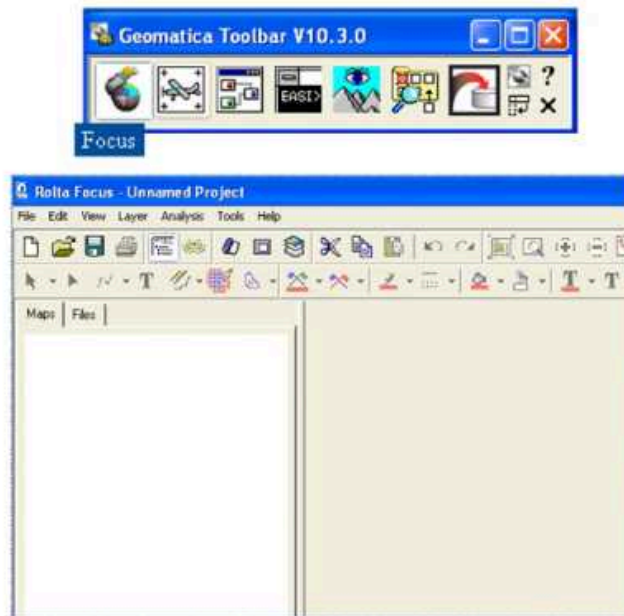 Geomatica Toolbar V10.3.0
EASI>
?
Focus
Rolta Focus - Unnamed Project
File Edit View Layer Analysis Tools Help
T T T
Maps Files